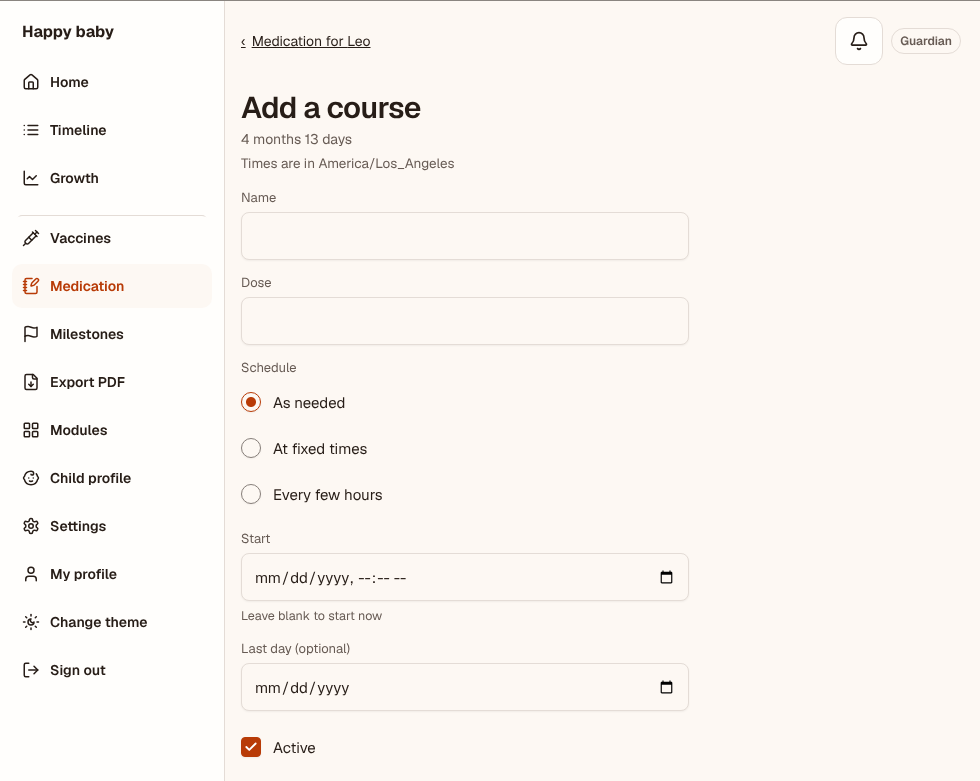 Happy baby
Home
Timeline
Growth
Vaccines
Medication
Milestones
Export PDF
Modules
Child profile
Settings
My profile
Change theme
Sign out
‹ Medication for Leo
Guardian
Add a course
4 months 13 days
Times are in America/Los_Angeles
Name
Dose
Schedule
As needed
At fixed times
Every few hours
Start
mm/dd/yyyy, --:-- --
Leave blank to start now
Last day (optional)
mm/dd/yyyy
Active